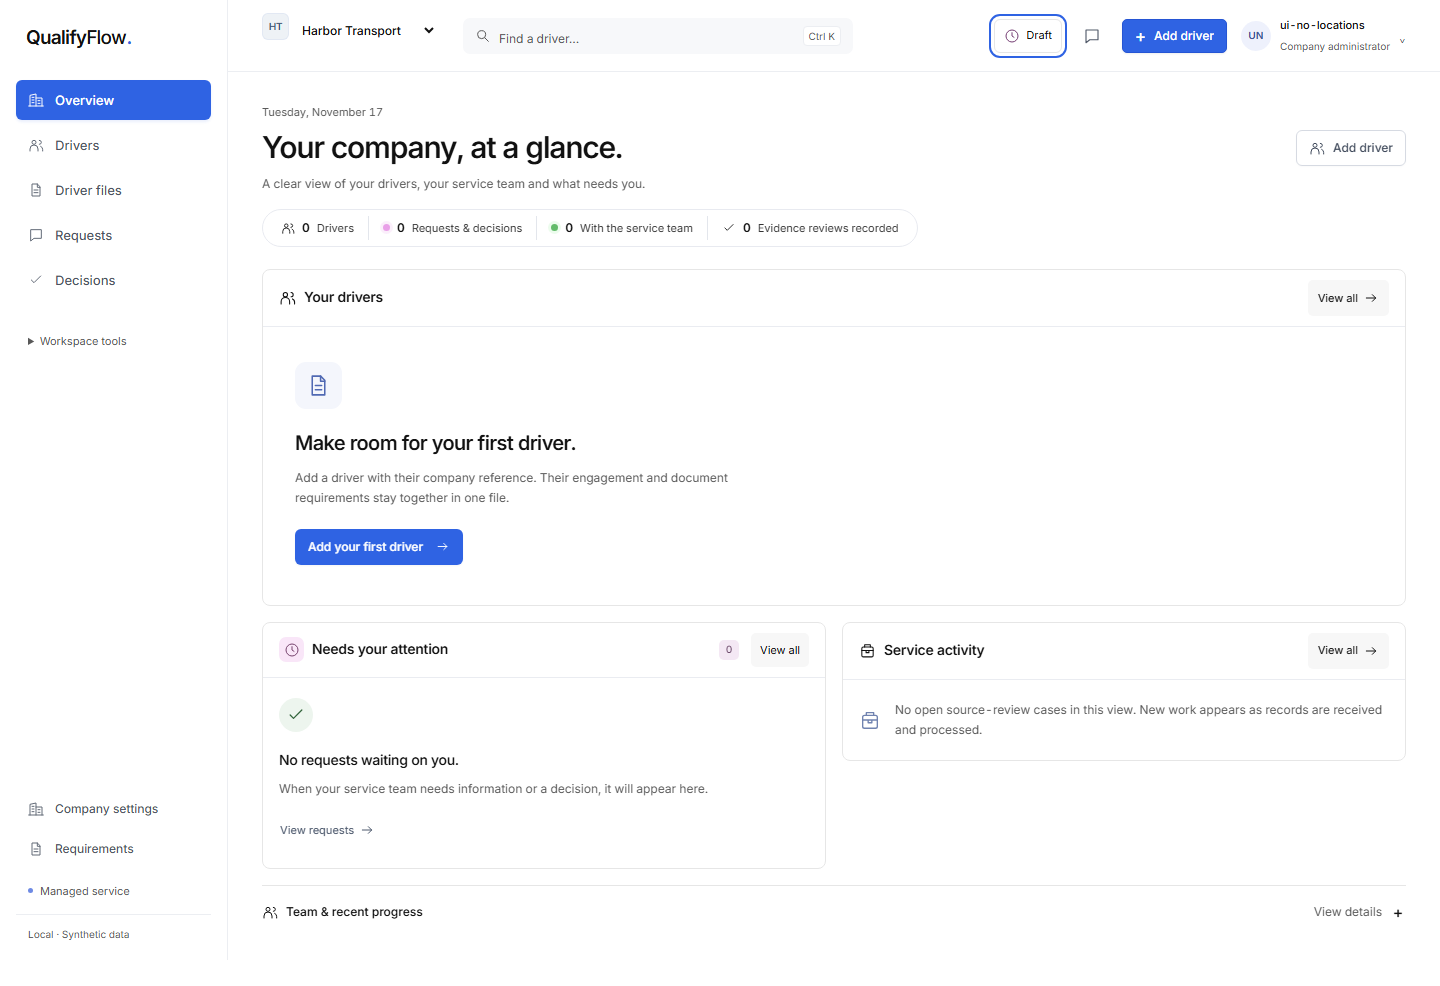 QualifyFlow.
HT
Harbor Transport
Find a driver...
Ctrl K
Draft
+ Add driver
UN
ui-no-locations
Company administrator
Overview
Drivers
Driver files
Requests
Decisions
Workspace tools
Company settings
Requirements
Managed service
Local · Synthetic data
Tuesday, November 17
Your company, at a glance.
A clear view of your drivers, your service team and what needs you.
Add driver
0 Drivers
0 Requests & decisions
0 With the service team
0 Evidence reviews recorded
Your drivers
View all →
Make room for your first driver.
Add a driver with their company reference. Their engagement and document
requirements stay together in one file.
Add your first driver →
Needs your attention
0
View all
No requests waiting on you.
When your service team needs information or a decision, it will appear here.
View requests →
Service activity
View all →
No open source-review cases in this view. New work appears as records are received
and processed.
Team & recent progress
View details +